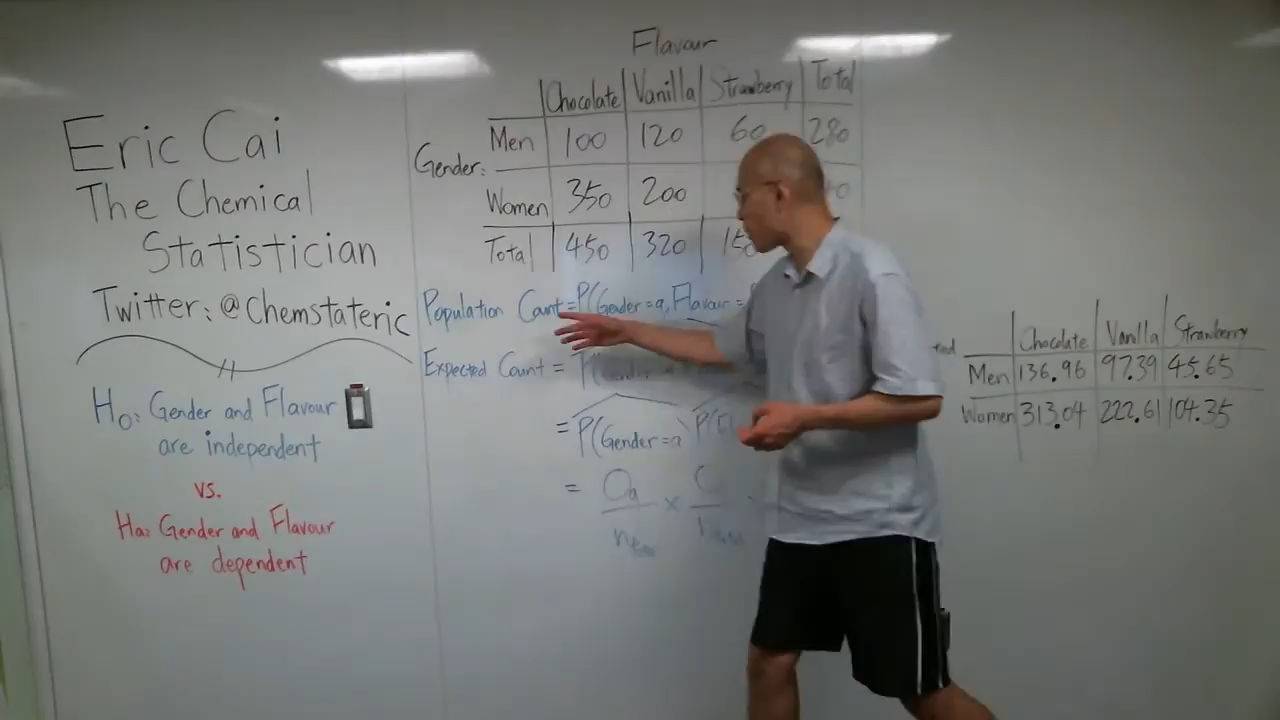 Eric Cai
The Chemical
Statistician
Twitter: @Chemstateric
H₀: Gender and Flavour
are independent
vs.
Ha: Gender and Flavour
are dependent
Flavour
Chocolate Vanilla Strawberry Total
Gender: Men 100 120 60 280
Women 350 200
Total 450 320 150
Population Count = P(Gender = a, Flavour =
Expected Count =
= P(Gender = a
= Oa ×
Chocolate Vanilla Strawberry
Men 136.96 97.39 45.65
Women 313.04 222.61 104.35